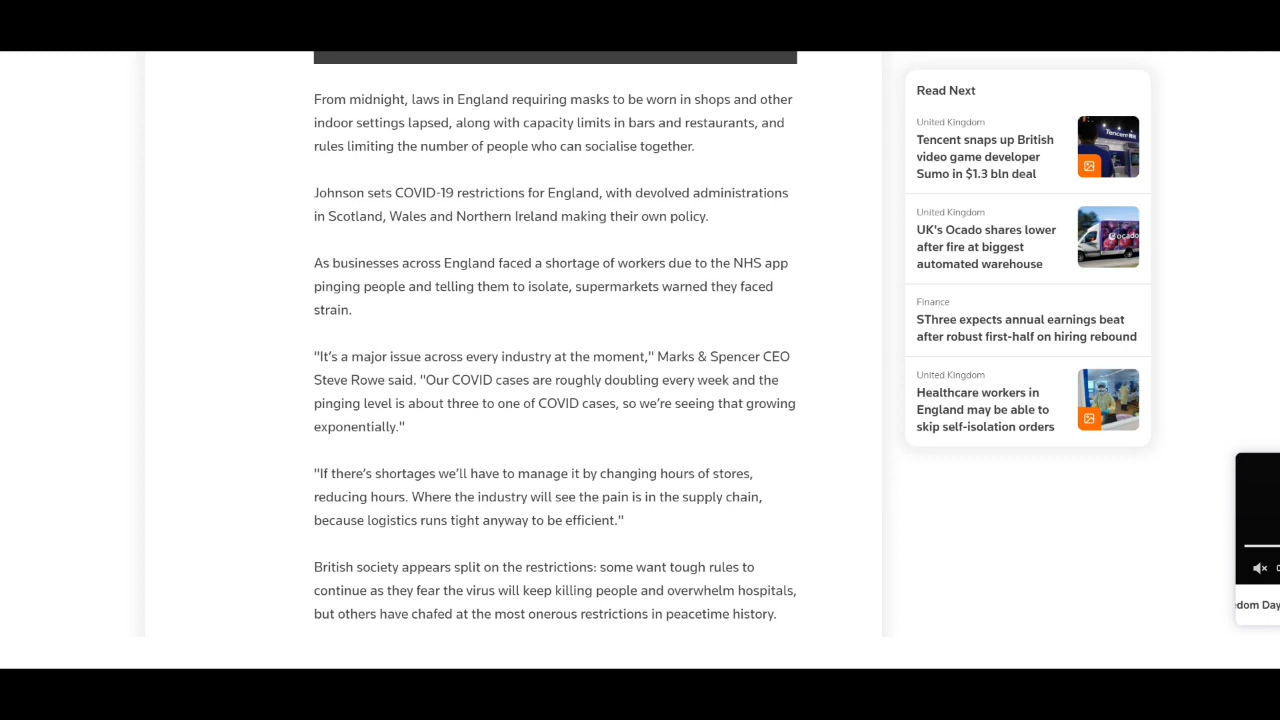 From midnight, laws in England requiring masks to be worn in shops and other
indoor settings lapsed, along with capacity limits in bars and restaurants, and
rules limiting the number of people who can socialise together.
Johnson sets COVID-19 restrictions for England, with devolved administrations
in Scotland, Wales and Northern Ireland making their own policy.
As businesses across England faced a shortage of workers due to the NHS app
pinging people and telling them to isolate, supermarkets warned they faced
strain.
"It's a major issue across every industry at the moment," Marks & Spencer CEO
Steve Rowe said. "Our COVID cases are roughly doubling every week and the
pinging level is about three to one of COVID cases, so we're seeing that growing
exponentially."
"If there's shortages we'll have to manage it by changing hours of stores,
reducing hours. Where the industry will see the pain is in the supply chain,
because logistics runs tight anyway to be efficient."
British society appears split on the restrictions: some want tough rules to
continue as they fear the virus will keep killing people and overwhelm hospitals,
but others have chafed at the most onerous restrictions in peacetime history.
Read Next
United Kingdom
Tencent snaps up British
video game developer
Sumo in $1.3 bln deal
Tencent
United Kingdom
UK's Ocado shares lower
after fire at biggest
automated warehouse
ocado
Finance
SThree expects annual earnings beat
after robust first-half on hiring rebound
United Kingdom
Healthcare workers in
England may be able to
skip self-isolation orders
edom Day